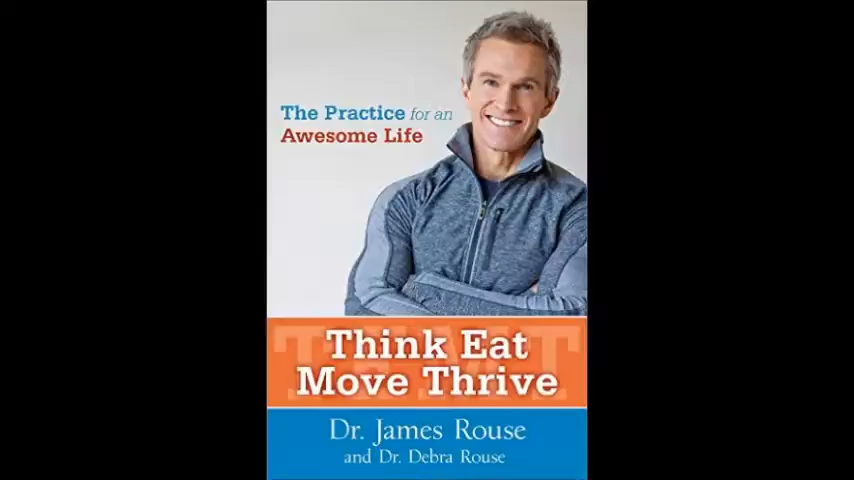 The Practice for an
Awesome Life
Think Eat
Move Thrive
Dr. James Rouse
and Dr. Debra Rouse